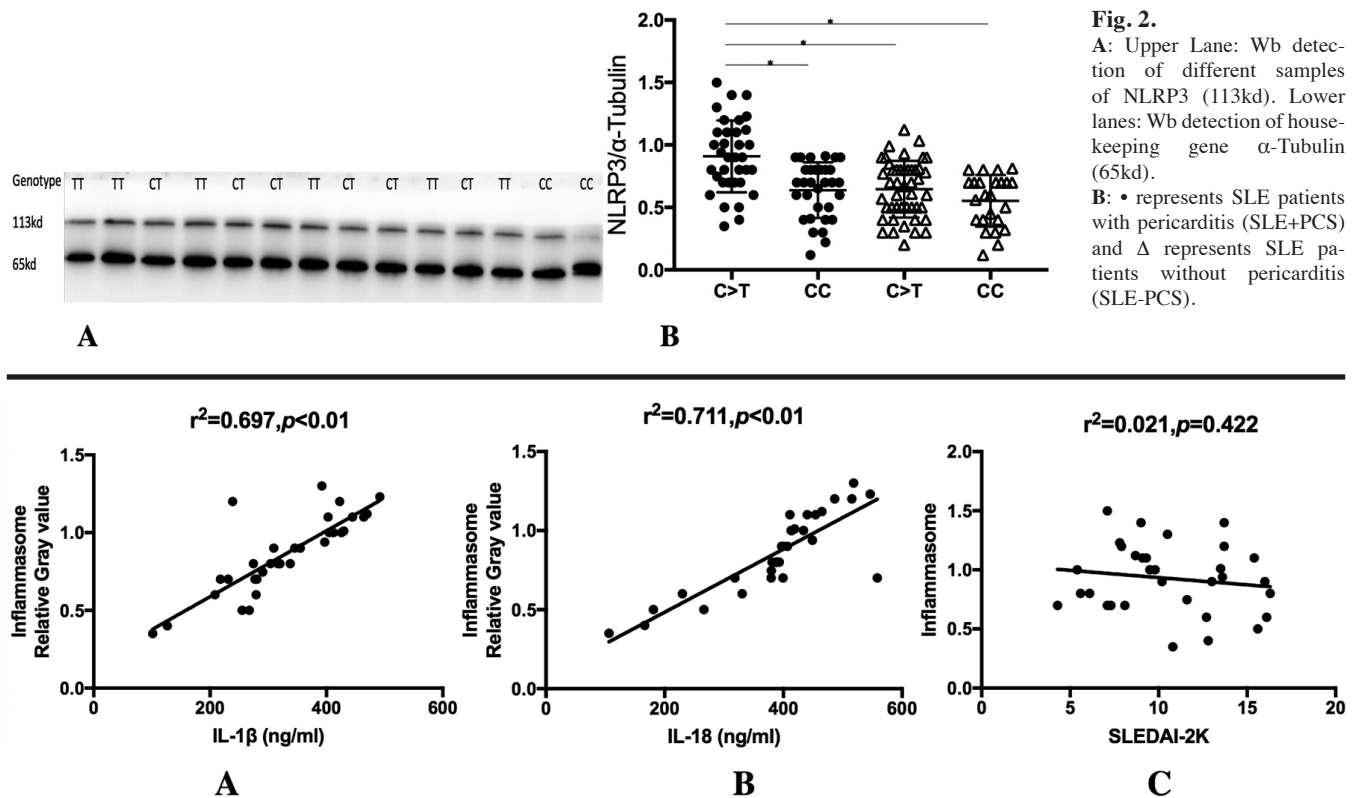 Genotype TT TT CT TT CT CT TT CT CT TT CT TT CC CC
113kd
65kd
A
2.0
1.5
1.0
0.5
0.0
NLRP3/α-Tubulin
*
*
*
C>T CC C>T CC
B
Fig. 2.
A: Upper Lane: Wb detec-
tion of different samples
of NLRP3 (113kd). Lower
lanes: Wb detection of house-
keeping gene α-Tubulin
(65kd).
B: • represents SLE patients
with pericarditis (SLE+PCS)
and Δ represents SLE pa-
tients without pericarditis
(SLE-PCS).
r²=0.697,p<0.01
Inflammasome
Relative Gray value
1.5
1.0
0.5
0.0
0 200 400 600
IL-1β (ng/ml)
A
r²=0.711,p<0.01
Inflammasome
Relative Gray value
1.5
1.0
0.5
0.0
0 200 400 600
IL-18 (ng/ml)
B
r²=0.021,p=0.422
Inflammasome
2.0
1.5
1.0
0.5
0.0
0 5 10 15 20
SLEDAI-2K
C